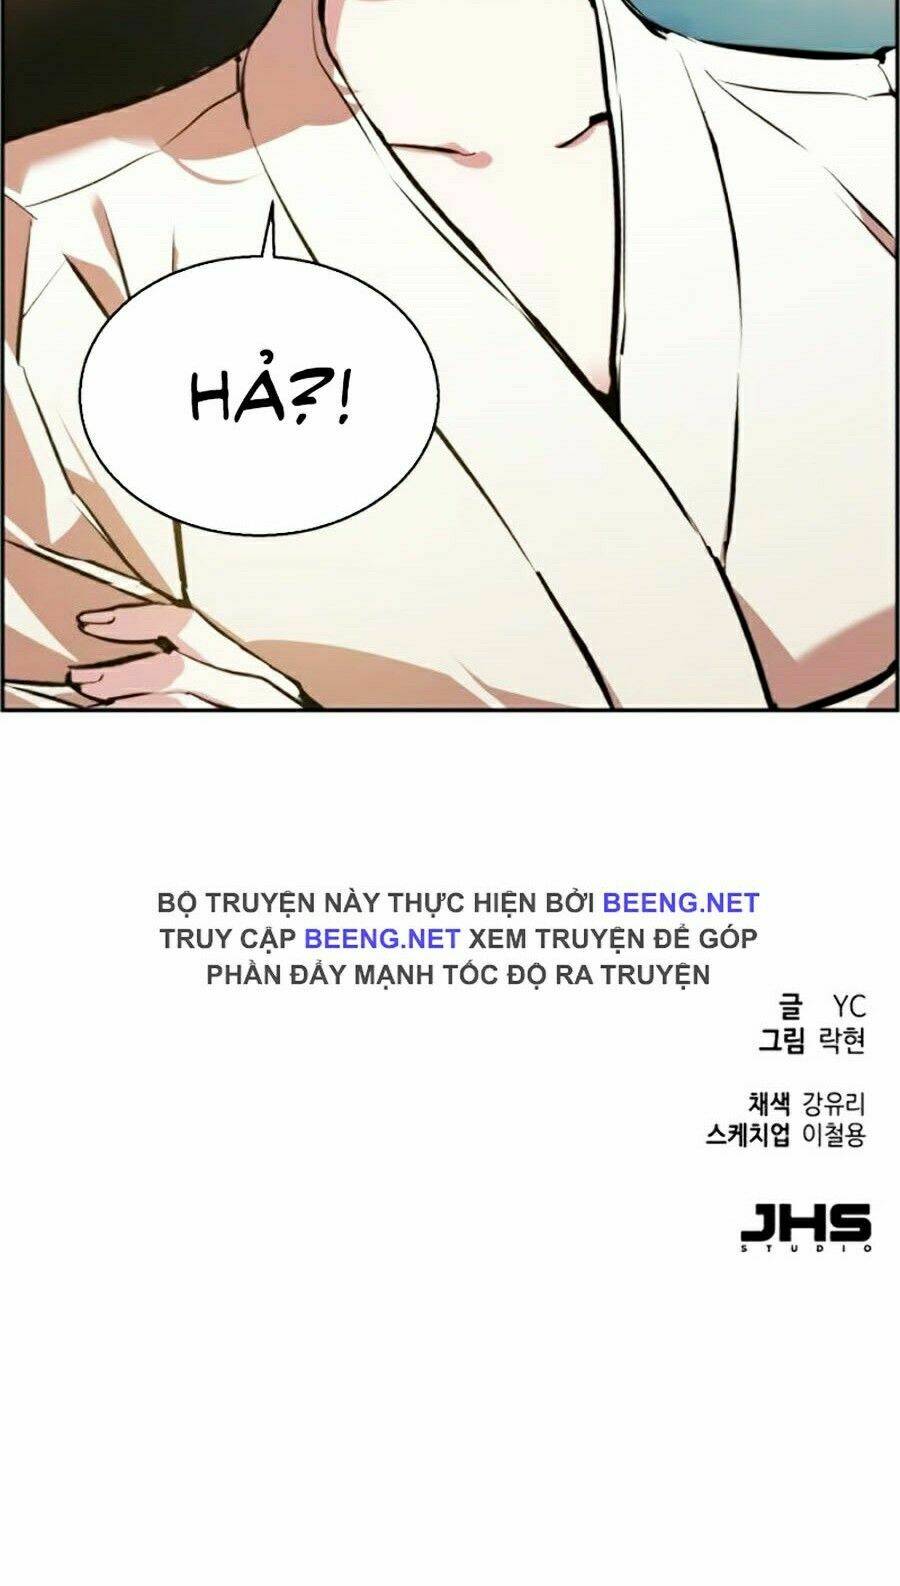 HẢ?!
BỘ TRUYỆN NÀY THỰC HIỆN BỞI BEENG.NET
TRUY CẬP BEENG.NET XEM TRUYỆN ĐỂ GÓP
PHẦN ĐẨY MẠNH TỐC ĐỘ RA TRUYỆN
글 YC
그림 락현
채색 강유리
스케치업 이철용
JHS
STUDIO